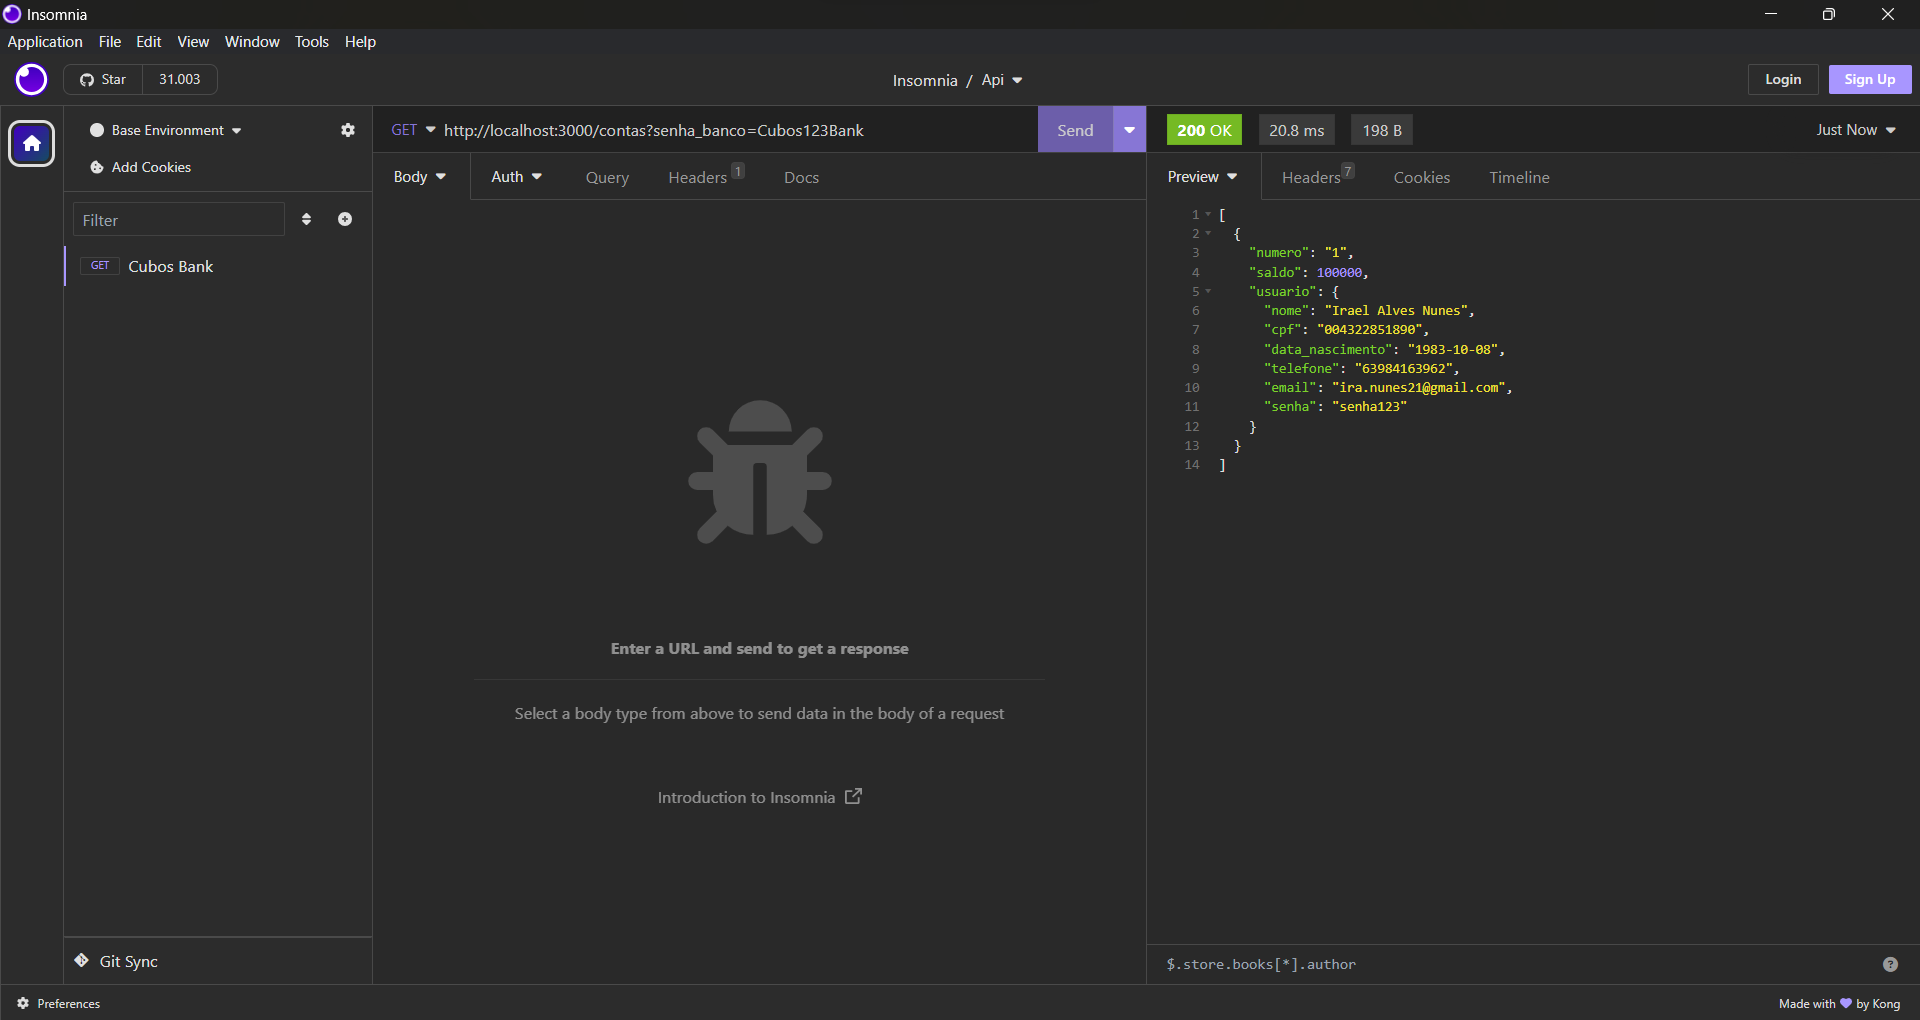 Insomnia
Application File Edit View Window Tools Help
Star 31.003
Insomnia / Api
Login Sign Up
Base Environment
Add Cookies
Filter
GET Cubos Bank
Git Sync
GET http://localhost:3000/contas?senha_banco=Cubos123Bank Send
Body Auth Query Headers 1 Docs
Enter a URL and send to get a response
Select a body type from above to send data in the body of a request
Introduction to Insomnia
200 OK 20.8 ms 198 B Just Now
Preview Headers 7 Cookies Timeline
1 [
2 {
3 "numero": "1",
4 "saldo": 100000,
5 "usuario": {
6 "nome": "Irael Alves Nunes",
7 "cpf": "004322851890",
8 "data_nascimento": "1983-10-08",
9 "telefone": "63984163962",
10 "email": "ira.nunes21@gmail.com",
11 "senha": "senha123"
12 }
13 }
14 ]
$.store.books[*].author ?
Preferences
Made with 💜 by Kong